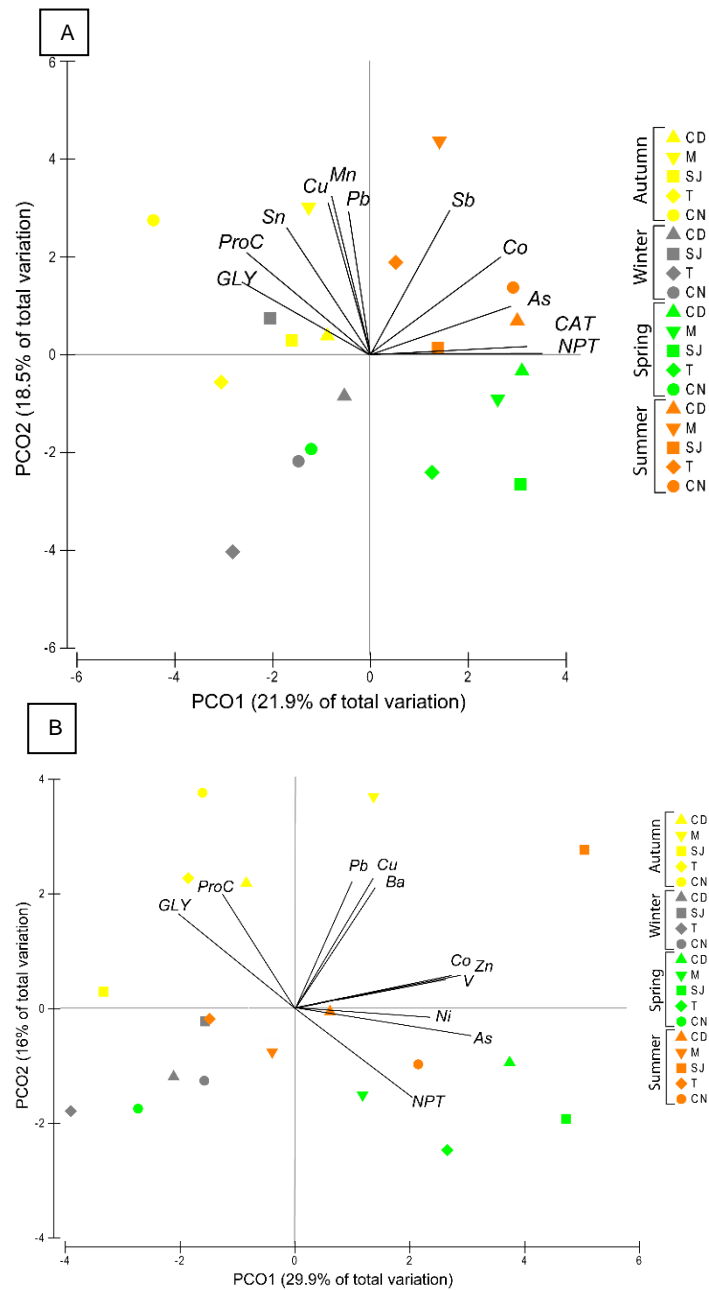 A
6
4
2
0
-2
-4
-6
PCO2 (18.5% of total variation)
Mn
Cu
Pb
Sb
Sn
ProC
Co
GLY
As
CAT
NPT
-6
-4
-2
0
2
4
PCO1 (21.9% of total variation)
Autumn
CD
M
SJ
T
CN
Winter
CD
SJ
T
CN
Spring
CD
M
SJ
T
CN
Summer
CD
M
SJ
T
CN
B
4
2
0
-2
-4
PCO2 (16% of total variation)
Pb
Cu
Ba
ProC
GLY
Co
Zn
V
Ni
As
NPT
-4
-2
0
2
4
6
PCO1 (29.9% of total variation)
Autumn
CD
M
SJ
T
CN
Winter
CD
SJ
T
CN
Spring
CD
M
SJ
T
CN
Summer
CD
M
SJ
T
CN